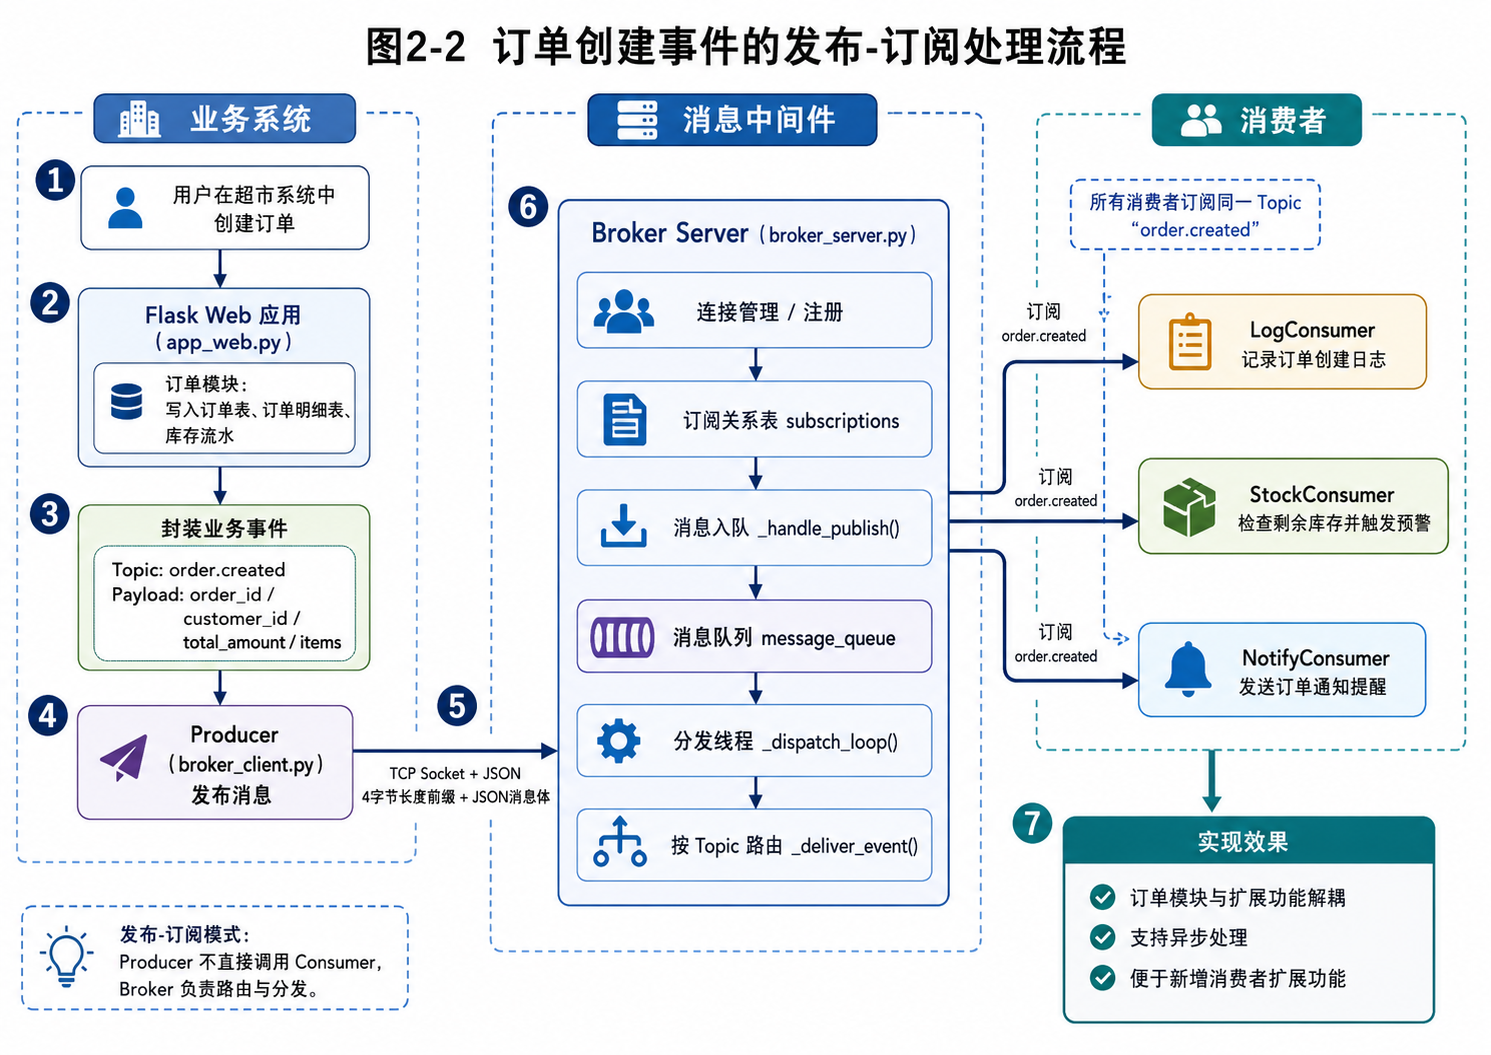 图2-2 订单创建事件的发布-订阅处理流程
业务系统
1
用户在超市系统中
创建订单
2
Flask Web 应用
(app_web.py)
订单模块：
写入订单表、订单明细表、
库存流水
3
封装业务事件
Topic: order.created
Payload: order_id /
customer_id /
total_amount / items
4
Producer
(broker_client.py)
发布消息
5
TCP Socket + JSON
4字节长度前缀 + JSON消息体
发布-订阅模式：
Producer 不直接调用 Consumer，
Broker 负责路由与分发。
消息中间件
6
Broker Server (broker_server.py)
连接管理 / 注册
订阅关系表 subscriptions
消息入队 _handle_publish()
消息队列 message_queue
分发线程 _dispatch_loop()
按 Topic 路由 _deliver_event()
消费者
所有消费者订阅同一 Topic
“order.created”
订阅
order.created
LogConsumer
记录订单创建日志
订阅
order.created
StockConsumer
检查剩余库存并触发预警
订阅
order.created
NotifyConsumer
发送订单通知提醒
7
实现效果
订单模块与扩展功能解耦
支持异步处理
便于新增消费者扩展功能